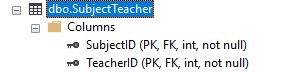 dbo.SubjectTeacher
Columns
SubjectID (PK, FK, int, not null)
TeacherID (PK, FK, int, not null)